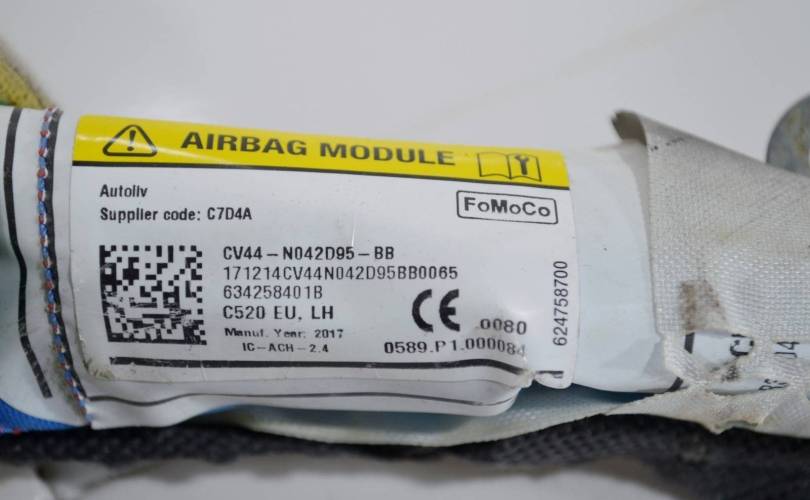 AIRBAG MODULE
Autoliv
FoMoCo
Supplier code: C7D4A
CV44-N042D95-BB
171214CV44N042D95BB0065
634258401B
C520 EU, LH
CE 0080
Manuf. Year: 2017
IC-ACH-2.4
0589.P1.000084
624758700